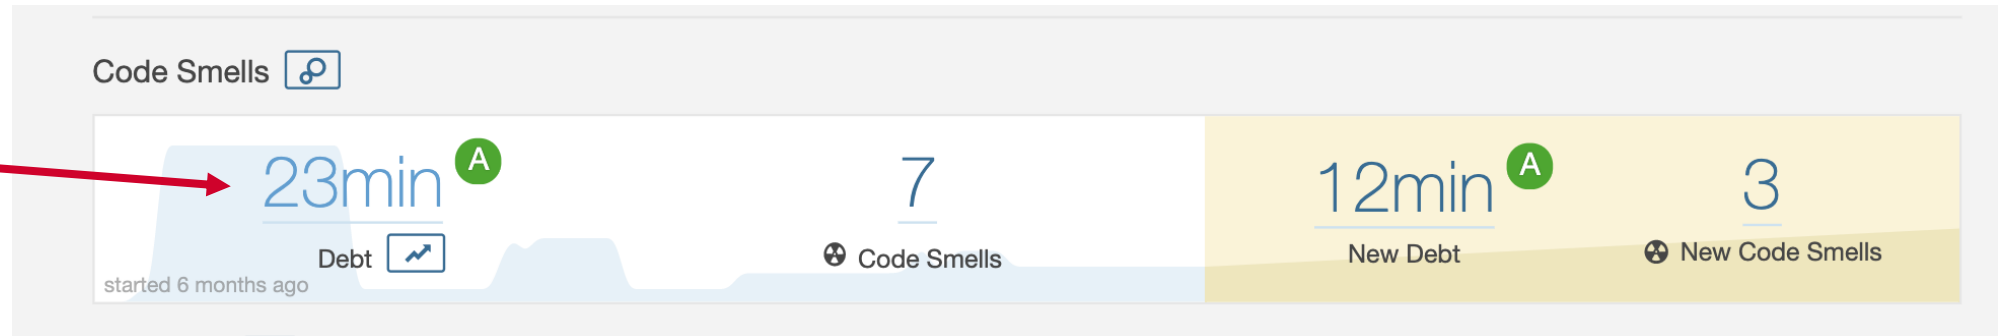 Code Smells
23min A
7
12min A
3
Debt
Code Smells
New Debt
New Code Smells
started 6 months ago